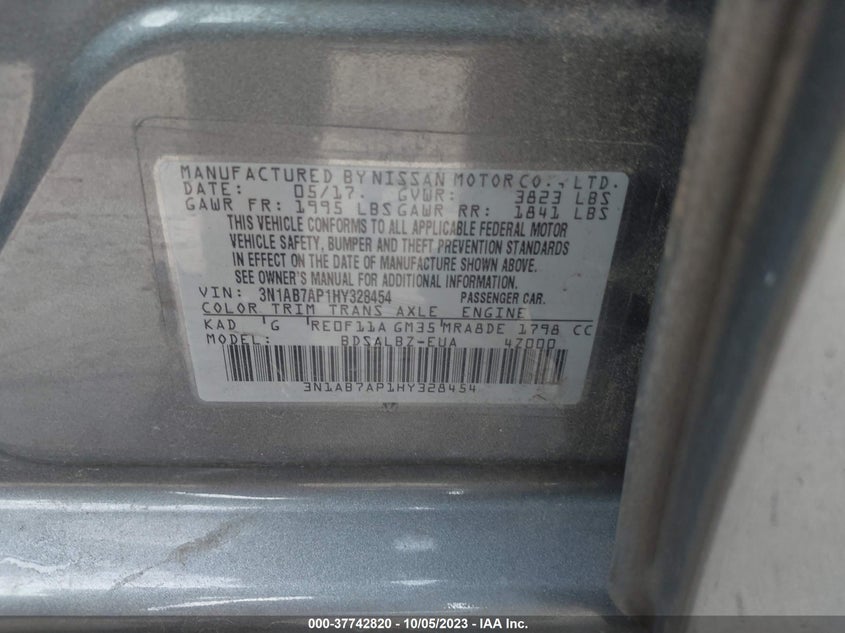 MANUFACTURED BY NISSAN MOTOR CO., LTD.
DATE: 05/17 GVWR: 3823 LBS
GAWR FR: 1995 LBS GAWR RR: 1841 LBS
THIS VEHICLE CONFORMS TO ALL APPLICABLE FEDERAL MOTOR
VEHICLE SAFETY, BUMPER AND THEFT PREVENTION STANDARDS
IN EFFECT ON THE DATE OF MANUFACTURE SHOWN ABOVE.
SEE OWNER'S MANUAL FOR ADDITIONAL INFORMATION.
VIN: 3N1AB7AP1HY328454 PASSENGER CAR.
COLOR TRIM TRANS AXLE ENGINE
KAD G RE0F11A GM35 MRA8DE 1798 CC
MODEL: BDSALBZ-EUA 4Z000
3N1AB7AP1HY328454
000-37742820 - 10/05/2023 - IAA Inc.